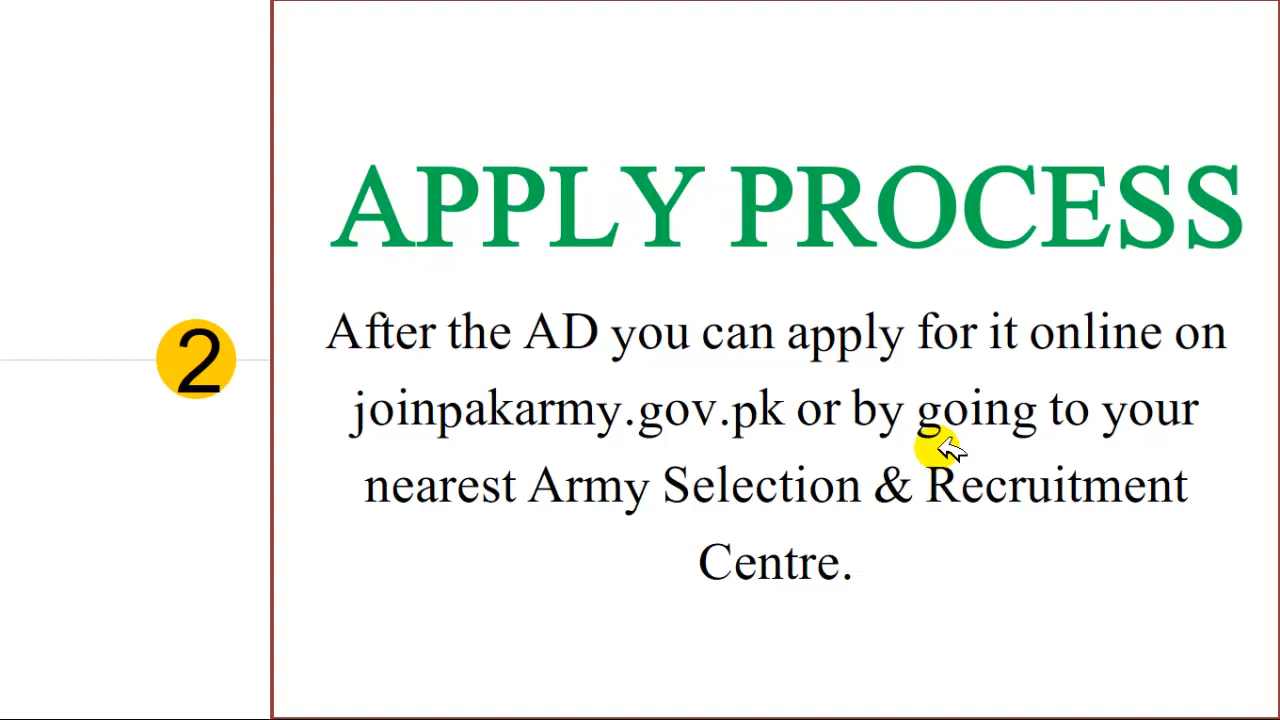 APPLY PROCESS
2
After the AD you can apply for it online on
joinpakarmy.gov.pk or by going to your
nearest Army Selection & Recruitment
Centre.